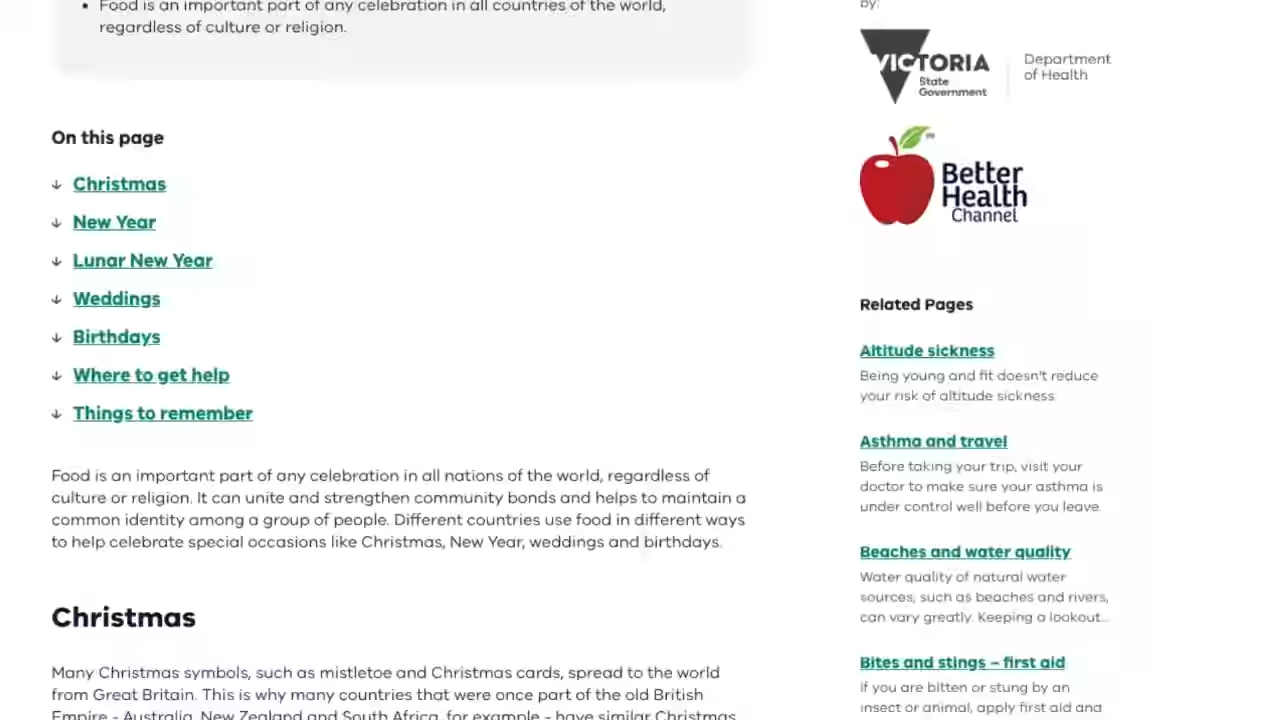 • Food is an important part of any celebration in all countries of the world,
regardless of culture or religion.
On this page
↓ Christmas
↓ New Year
↓ Lunar New Year
↓ Weddings
↓ Birthdays
↓ Where to get help
↓ Things to remember
Food is an important part of any celebration in all nations of the world, regardless of
culture or religion. It can unite and strengthen community bonds and helps to maintain a
common identity among a group of people. Different countries use food in different ways
to help celebrate special occasions like Christmas, New Year, weddings and birthdays.
Christmas
Many Christmas symbols, such as mistletoe and Christmas cards, spread to the world
from Great Britain. This is why many countries that were once part of the old British
Empire - Australia, New Zealand and South Africa, for example - have similar Christmas
by:
VICTORIA
State
Government
Department
of Health
Better
Health
Channel
TM
Related Pages
Altitude sickness
Being young and fit doesn't reduce
your risk of altitude sickness
Asthma and travel
Before taking your trip, visit your
doctor to make sure your asthma is
under control well before you leave
Beaches and water quality
Water quality of natural water
sources, such as beaches and rivers,
can vary greatly. Keeping a lookout...
Bites and stings – first aid
If you are bitten or stung by an
insect or animal, apply first aid and